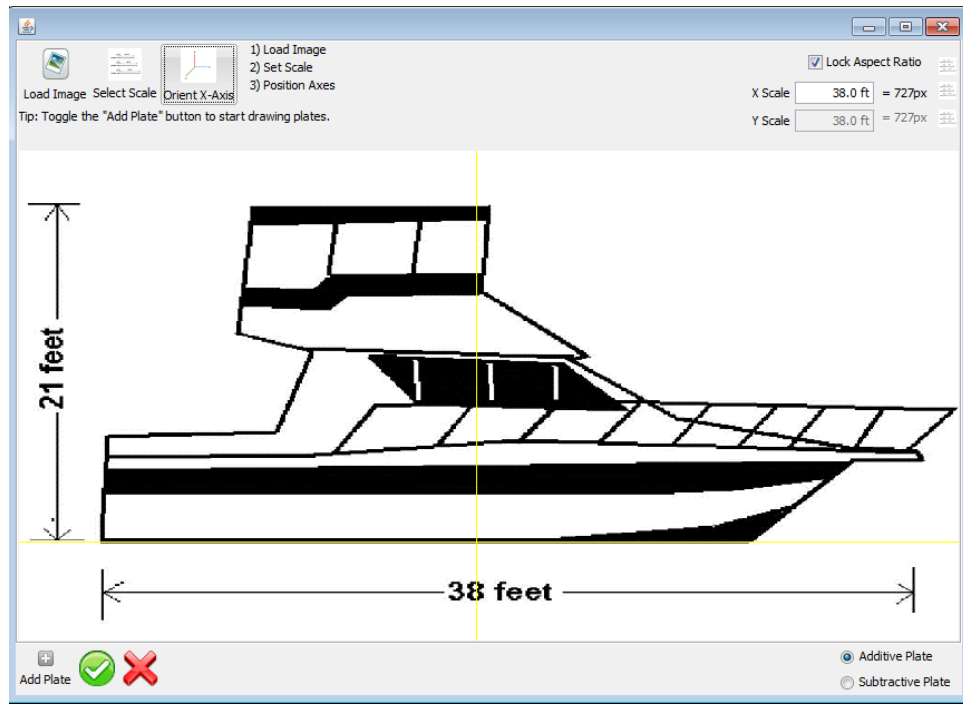 1) Load Image
2) Set Scale
3) Position Axes
Load Image Select Scale Orient X-Axis
Tip: Toggle the "Add Plate" button to start drawing plates.
Lock Aspect Ratio
X Scale 38.0 ft = 727px
Y Scale 38.0 ft = 727px
21 feet
38 feet
Add Plate
Additive Plate
Subtractive Plate